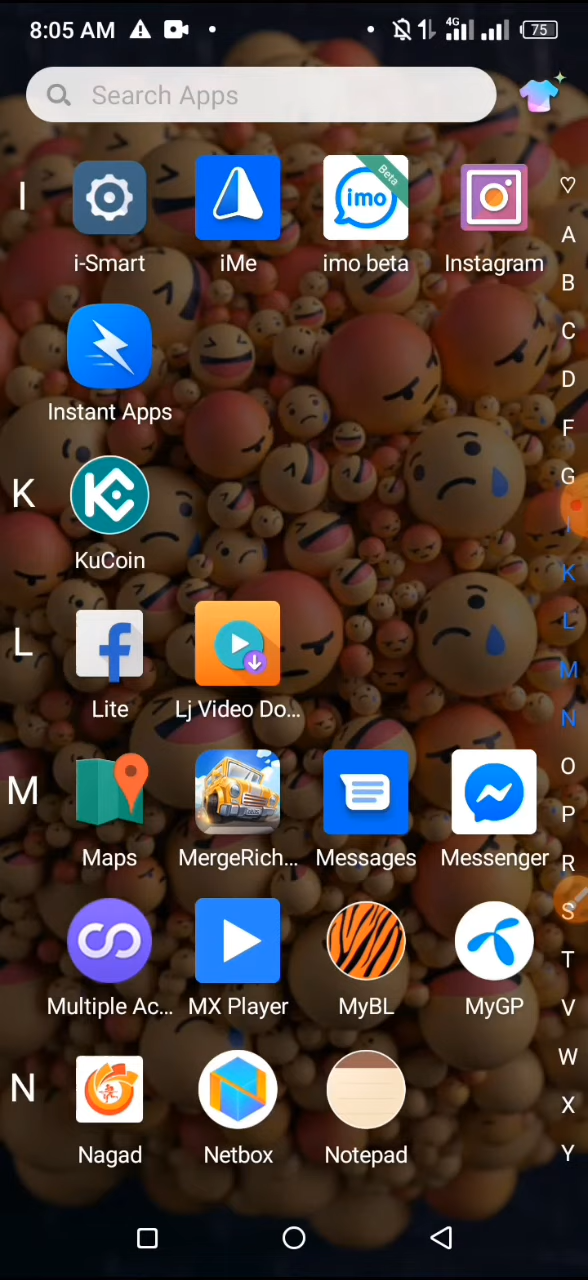 8:05 AM
4G
75
Search Apps
I
imo
Beta
i-Smart
iMe
imo beta
Instagram
Instant Apps
K
KuCoin
L
Lite
Lj Video Do...
M
Maps
MergeRich...
Messages
Messenger
Multiple Ac...
MX Player
MyBL
MyGP
N
Nagad
Netbox
Notepad
A
B
C
D
F
G
I
K
L
M
N
O
P
R
S
T
V
W
X
Y